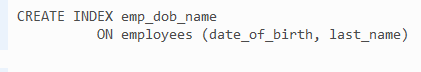 CREATE INDEX emp_dob_name
ON employees (date_of_birth, last_name)